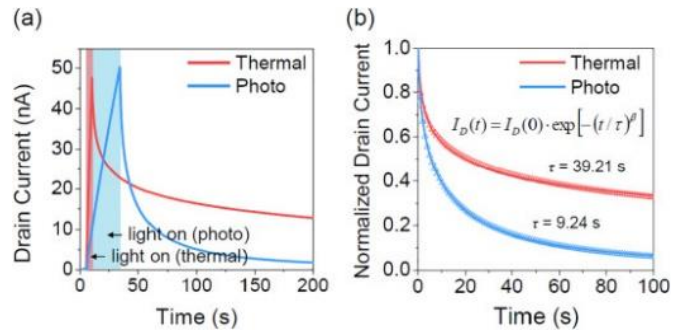 (a)
Thermal
Photo
Drain Current (nA)
50
40
30
20
10
0
light on (photo)
light on (thermal)
0 50 100 150 200
Time (s)
(b)
Thermal
Photo
Normalized Drain Current
1.0
0.8
0.6
0.4
0.2
0.0
I_D(t) = I_D(0)·exp[-(t/τ)^β]
τ = 39.21 s
τ = 9.24 s
0 20 40 60 80 100
Time (s)